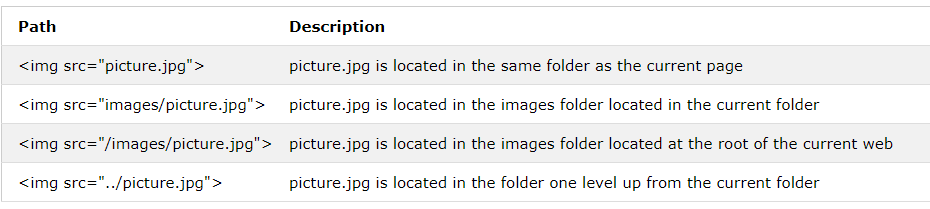 Path Description
<img src="picture.jpg"> picture.jpg is located in the same folder as the current page
<img src="images/picture.jpg"> picture.jpg is located in the images folder located in the current folder
<img src="/images/picture.jpg"> picture.jpg is located in the images folder located at the root of the current web
<img src="../picture.jpg"> picture.jpg is located in the folder one level up from the current folder